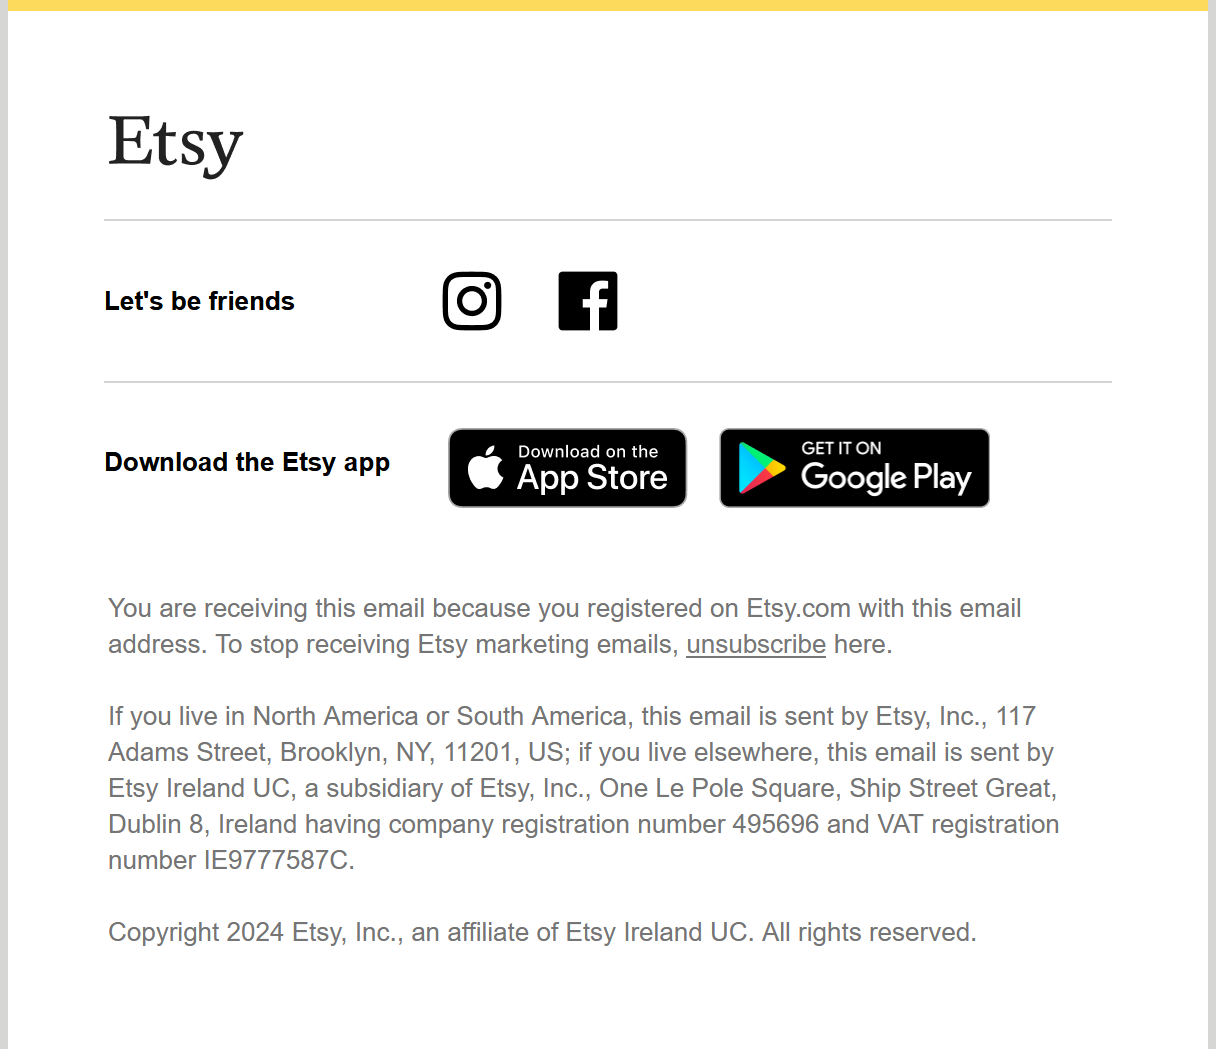 Etsy
Let's be friends
Download the Etsy app
Download on the
App Store
GET IT ON
Google Play
You are receiving this email because you registered on Etsy.com with this email
address. To stop receiving Etsy marketing emails, unsubscribe here.
If you live in North America or South America, this email is sent by Etsy, Inc., 117
Adams Street, Brooklyn, NY, 11201, US; if you live elsewhere, this email is sent by
Etsy Ireland UC, a subsidiary of Etsy, Inc., One Le Pole Square, Ship Street Great,
Dublin 8, Ireland having company registration number 495696 and VAT registration
number IE9777587C.
Copyright 2024 Etsy, Inc., an affiliate of Etsy Ireland UC. All rights reserved.